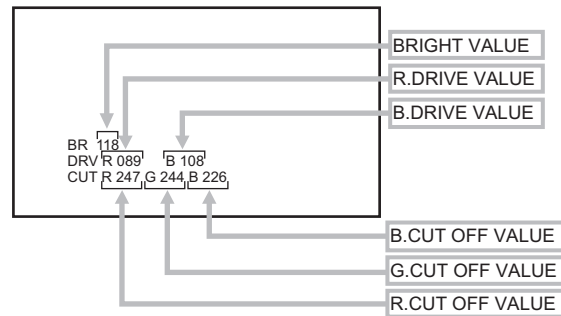 BRIGHT VALUE
R.DRIVE VALUE
B.DRIVE VALUE
BR 118
DRV R 089 B 108
CUT R 247 G 244 B 226
B.CUT OFF VALUE
G.CUT OFF VALUE
R.CUT OFF VALUE